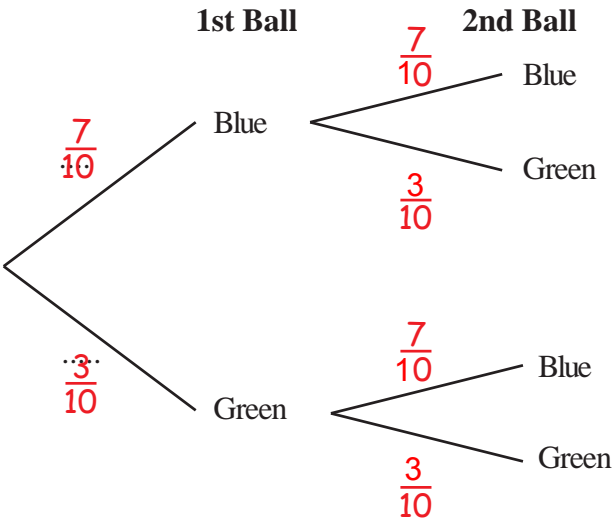 1st Ball 2nd Ball
7/10
Blue
7/10
.....
Blue
Green
3/10
.....
3/10
7/10
Blue
Green
Green
3/10